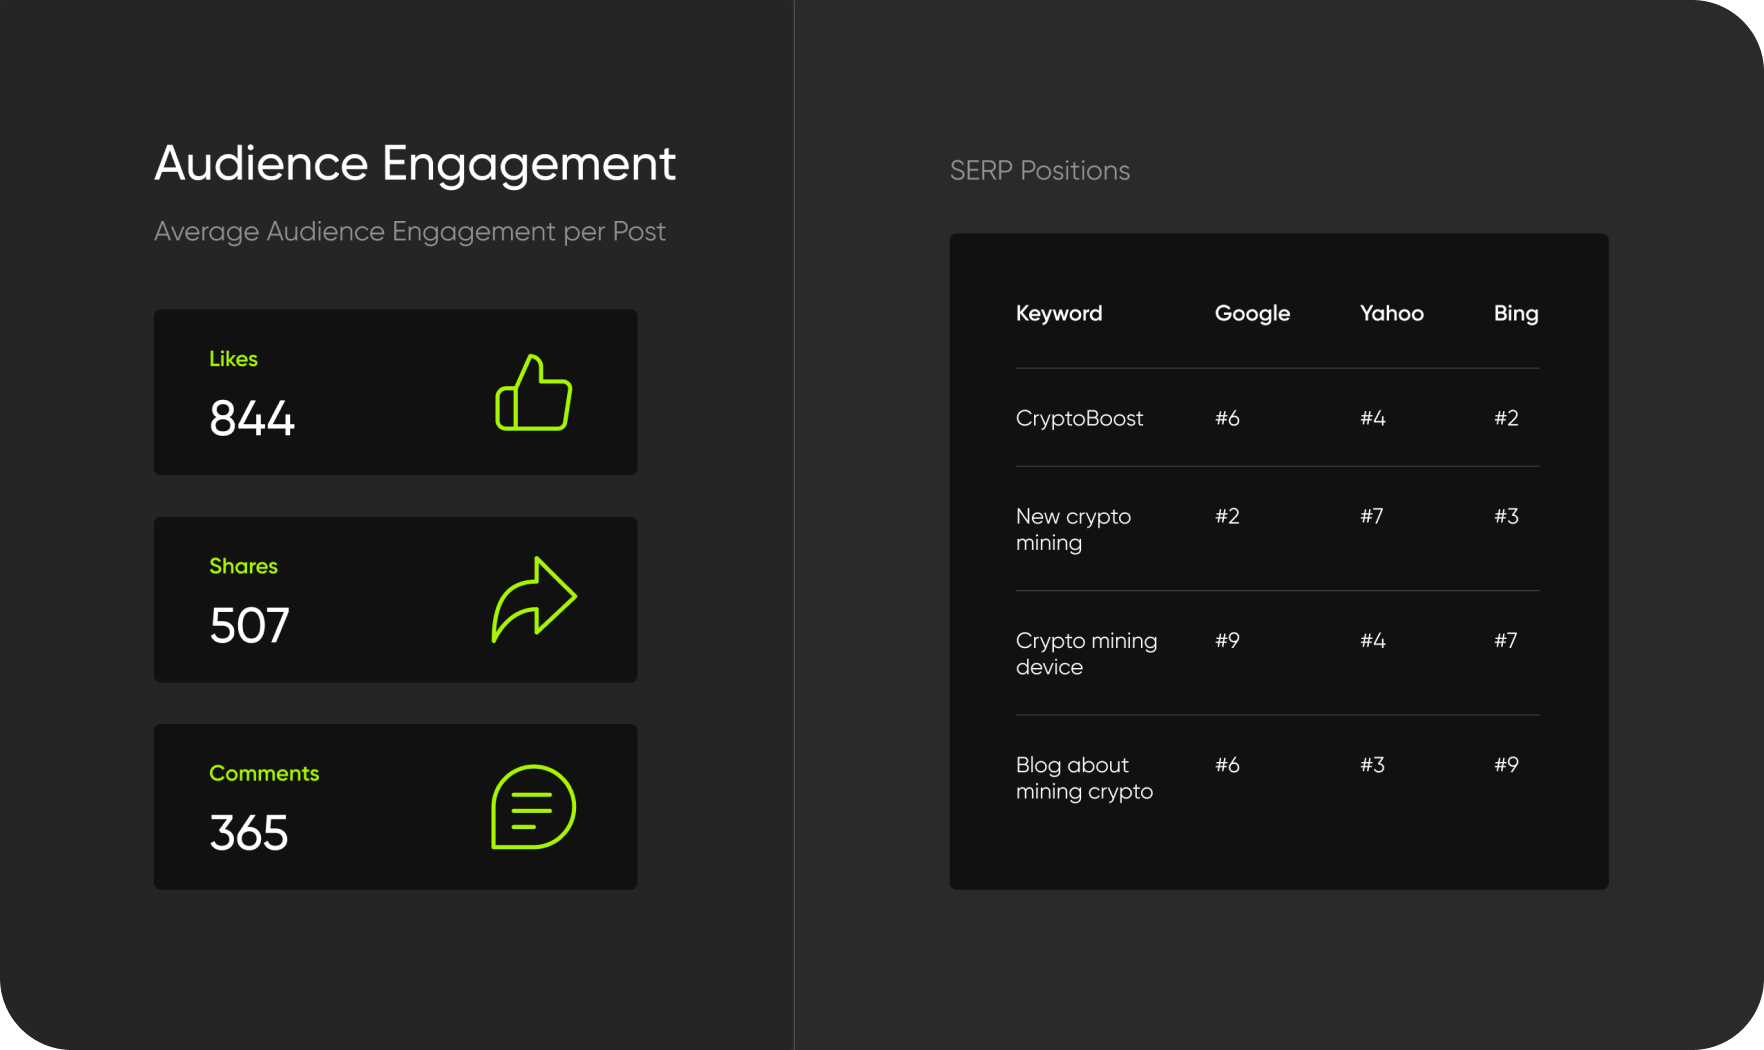 Audience Engagement
Average Audience Engagement per Post
Likes
844
Shares
507
Comments
365
SERP Positions
Keyword Google Yahoo Bing
CryptoBoost #6 #4 #2
New crypto #2 #7 #3
mining
Crypto mining #9 #4 #7
device
Blog about #6 #3 #9
mining crypto